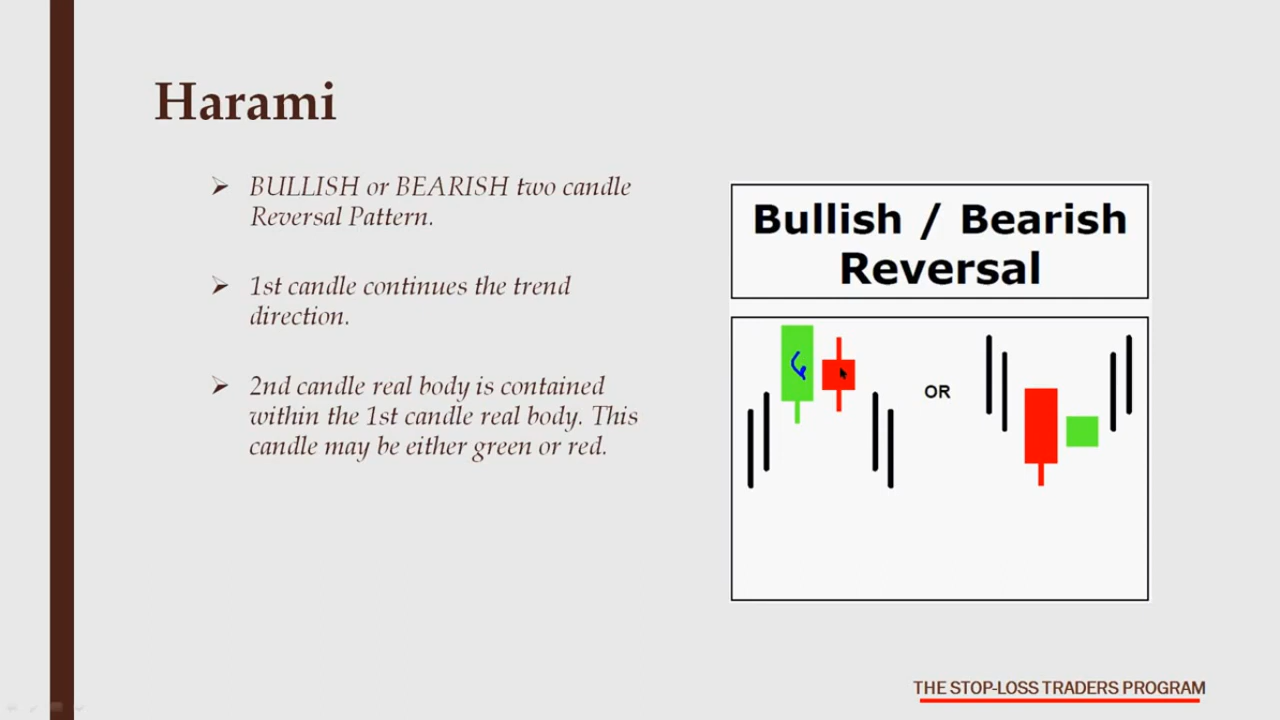 Harami
BULLISH or BEARISH two candle
Reversal Pattern.
1st candle continues the trend
direction.
2nd candle real body is contained
within the 1st candle real body. This
candle may be either green or red.
Bullish / Bearish
Reversal
OR
THE STOP-LOSS TRADERS PROGRAM